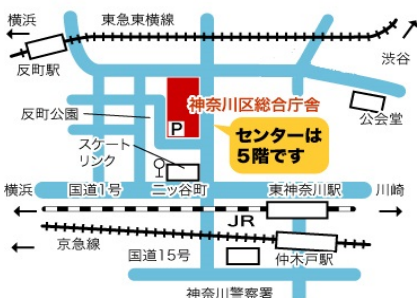 横浜
東急東横線
渋谷
反町駅
神奈川区総合庁舎
公会堂
反町公園
P
センターは
5階です
スケート
リンク
横浜
国道1号
二ッ谷町
東神奈川駅
川崎
JR
京急線
国道15号
仲木戸駅
神奈川警察署